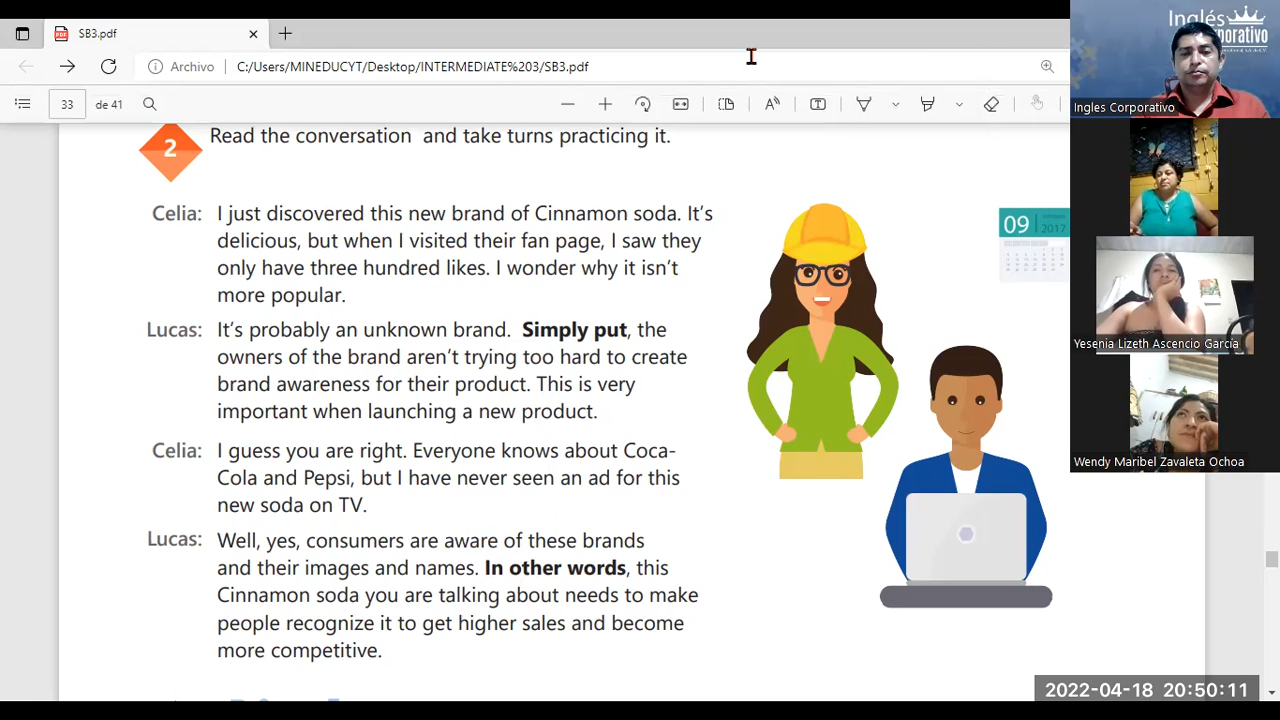 SB3.pdf
Archivo
C:/Users/MINEDUCYT/Desktop/INTERMEDIATE%203/SB3.pdf
33
de 41
2
Read the conversation and take turns practicing it.
Celia: I just discovered this new brand of Cinnamon soda. It's
delicious, but when I visited their fan page, I saw they
only have three hundred likes. I wonder why it isn't
more popular.
Lucas: It's probably an unknown brand. Simply put, the
owners of the brand aren't trying too hard to create
brand awareness for their product. This is very
important when launching a new product.
Celia: I guess you are right. Everyone knows about Coca-
Cola and Pepsi, but I have never seen an ad for this
new soda on TV.
Lucas: Well, yes, consumers are aware of these brands
and their images and names. In other words, this
Cinnamon soda you are talking about needs to make
people recognize it to get higher sales and become
more competitive.
09
2017
Inglés
Ingles Corporativo
Yesenia Lizeth Ascencio García
Wendy Maribel Zavaleta Ochoa
2022-04-18 20:50:11